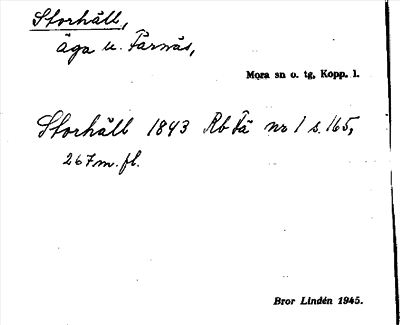 Storhäll,
äga u. Färnäs,
Mora sn o. tg, Kopp. l.
Storhäll 1843 Rb Fä nr 1 s. 165,
267 m. fl.
Bror Lindén 1945.